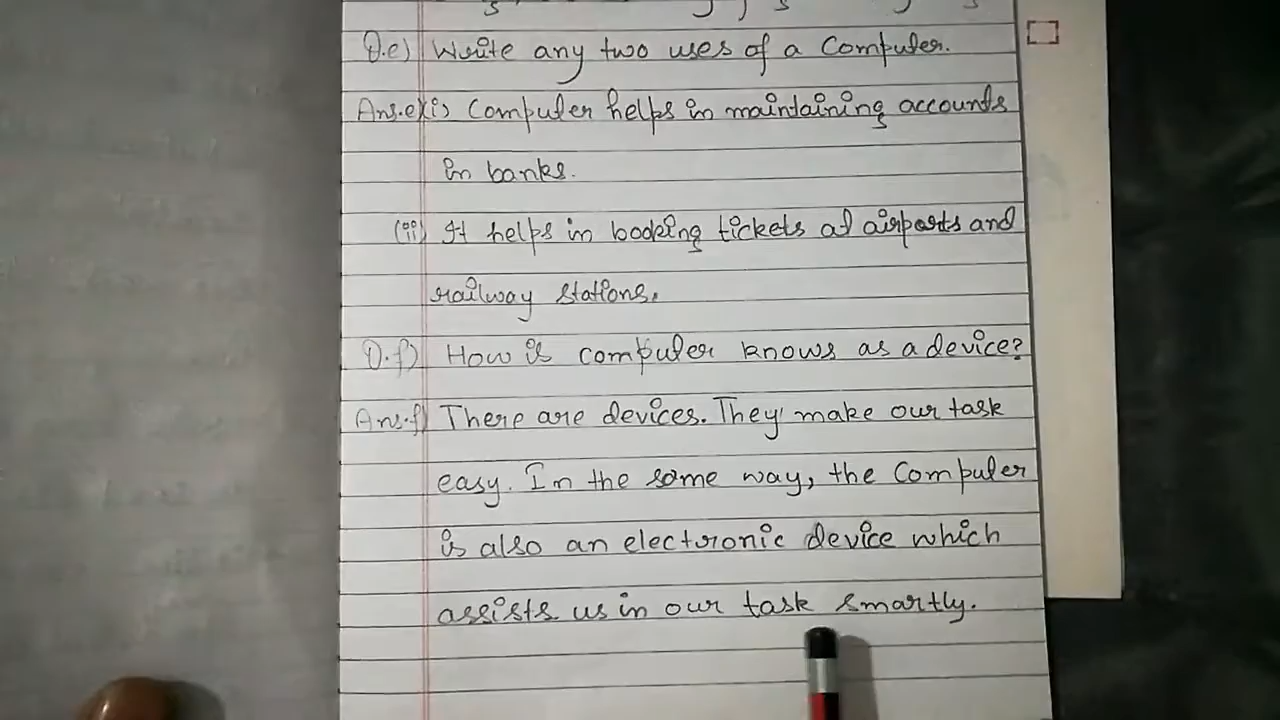 Q.e) Write any two uses of a Computer.
Ans.e) (i) Computer helps in maintaining accounts
in banks.
(ii) It helps in booking tickets at airports and
railway stations.
Q.f) How is computer knows as a device?
Ans.f) There are devices. They make our task
easy. In the same way, the Computer
is also an electronic device which
assists us in our task smartly.